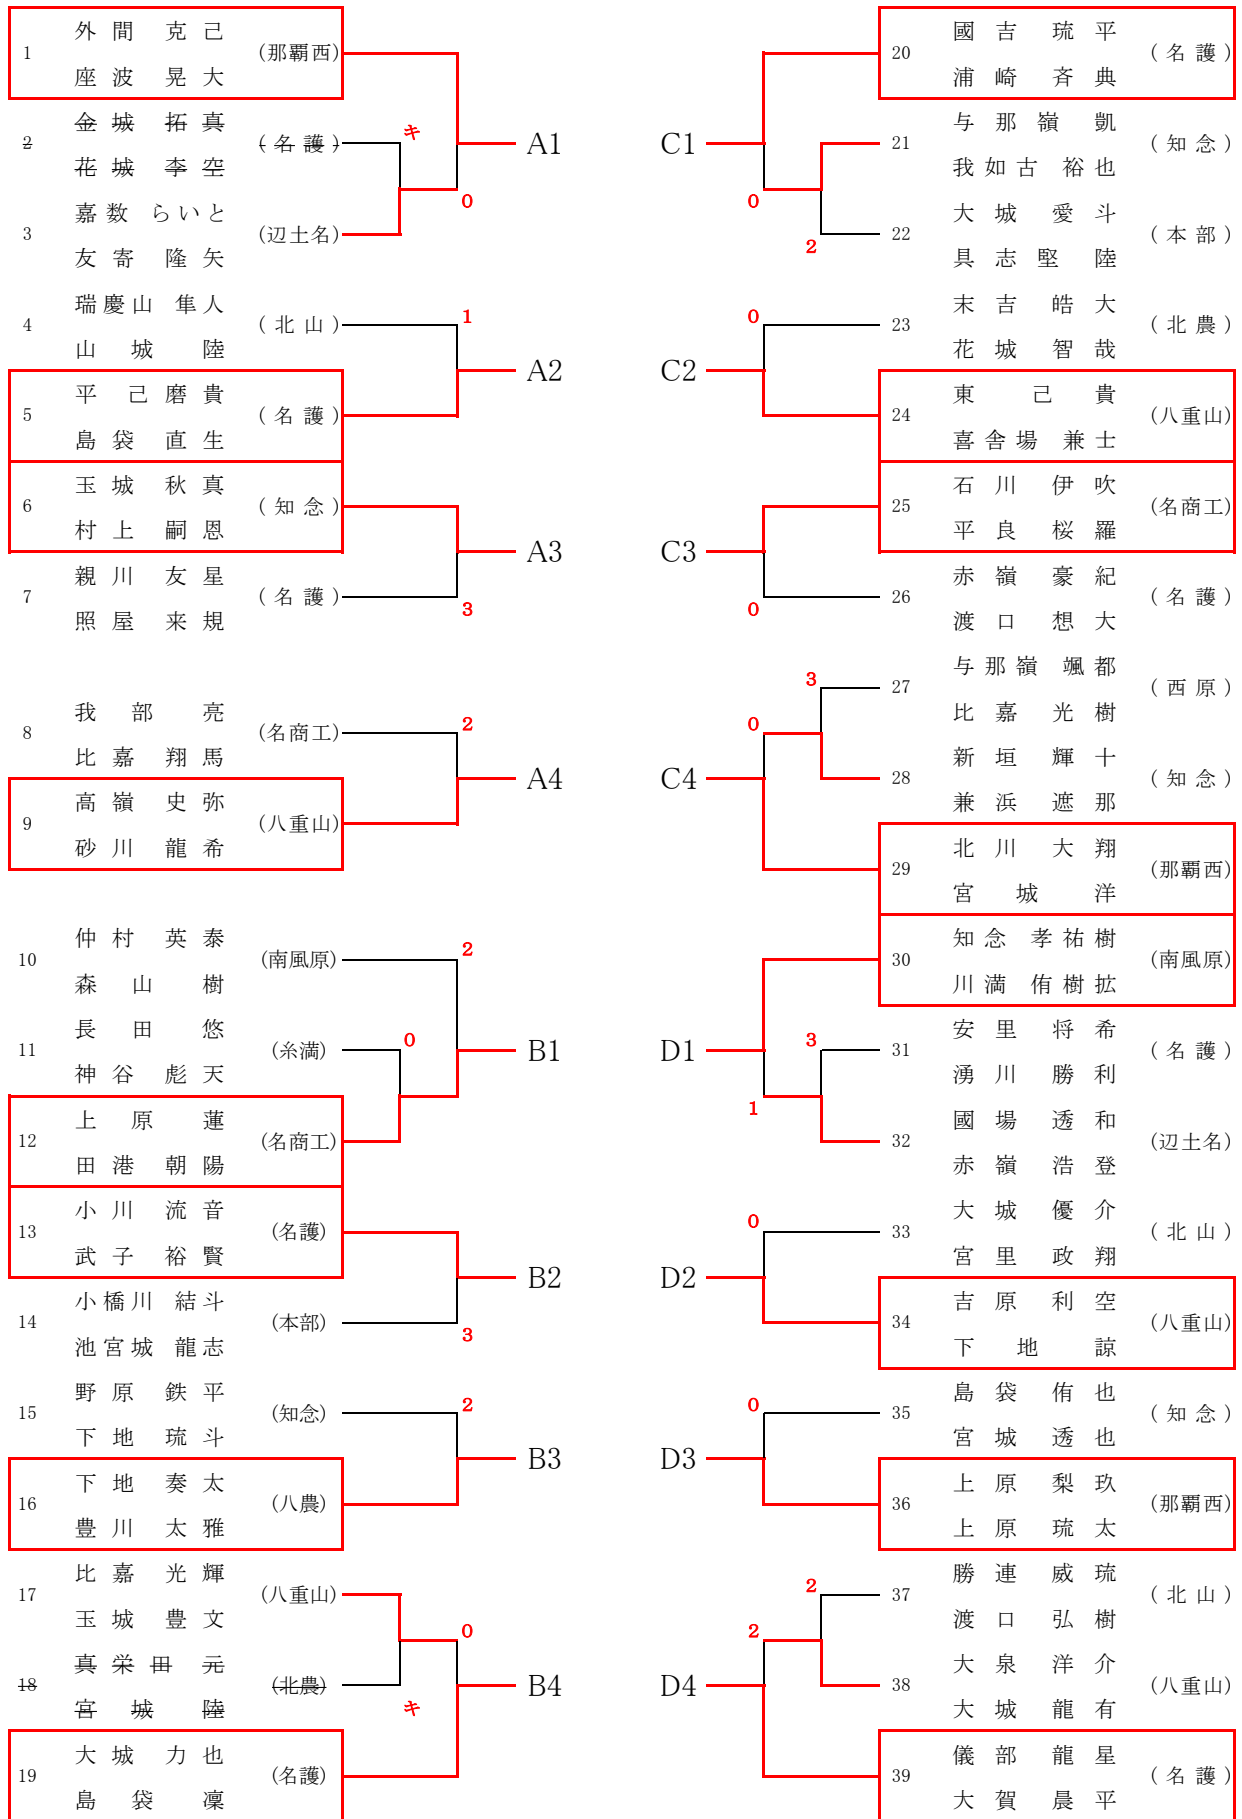 外間 克己
1 (那覇西)
座波 晃大
金城 拓真
2 (名護) キ
花城 李空
A1
0
嘉数 らいと
3 (辺土名)
友寄 隆矢
瑞慶山 隼人
4 (北山) 1
山城 陸
A2
平 己磨貴
5 (名護)
島袋 直生
玉城 秋真
6 (知念)
村上 嗣恩
A3
親川 友星
7 (名護) 3
照屋 来規
我部 亮
8 (名商工) 2
比嘉 翔馬
A4
高嶺 史弥
9 (八重山)
砂川 龍希
仲村 英泰
10 (南風原) 2
森山 樹
長田 悠
11 (糸満) 0
神谷 彪天
B1
上原 蓮
12 (名商工)
田港 朝陽
小川 流音
13 (名護)
武子 裕賢
B2
小橋川 結斗
14 (本部) 3
池宮城 龍志
野原 鉄平
15 (知念) 2
下地 琉斗
B3
下地 奏太
16 (八農)
豊川 太雅
比嘉 光輝
17 (八重山)
玉城 豊文
0
真栄田 元
18 (北農) キ
宮城 陸
B4
大城 力也
19 (名護)
島袋 凜
國吉 琉平
20 (名護)
浦崎 斉典
C1
与那嶺 凱
21 (知念)
我如古 裕也
0
2
大城 愛斗
22 (本部)
具志堅 陸
末吉 皓大
0 23 (北農)
花城 智哉
C2
東 己貴
24 (八重山)
喜舎場 兼士
石川 伊吹
25 (名商工)
平良 桜羅
C3
赤嶺 豪紀
0 26 (名護)
渡口 想大
与那嶺 颯都
3 27 (西原)
比嘉 光樹
0
新垣 輝十
28 (知念)
兼浜 遮那
C4
北川 大翔
29 (那覇西)
宮城 洋
知念 孝祐樹
30 (南風原)
川満 侑樹拡
D1
安里 将希
3 31 (名護)
湧川 勝利
1
國場 透和
32 (辺土名)
赤嶺 浩登
大城 優介
0 33 (北山)
宮里 政翔
D2
吉原 利空
34 (八重山)
下地 諒
島袋 侑也
0 35 (知念)
宮城 透也
D3
上原 梨玖
36 (那覇西)
上原 琉太
勝連 威琉
2 37 (北山)
渡口 弘樹
2
大泉 洋介
38 (八重山)
大城 龍有
D4
儀部 龍星
39 (名護)
大賀 晨平